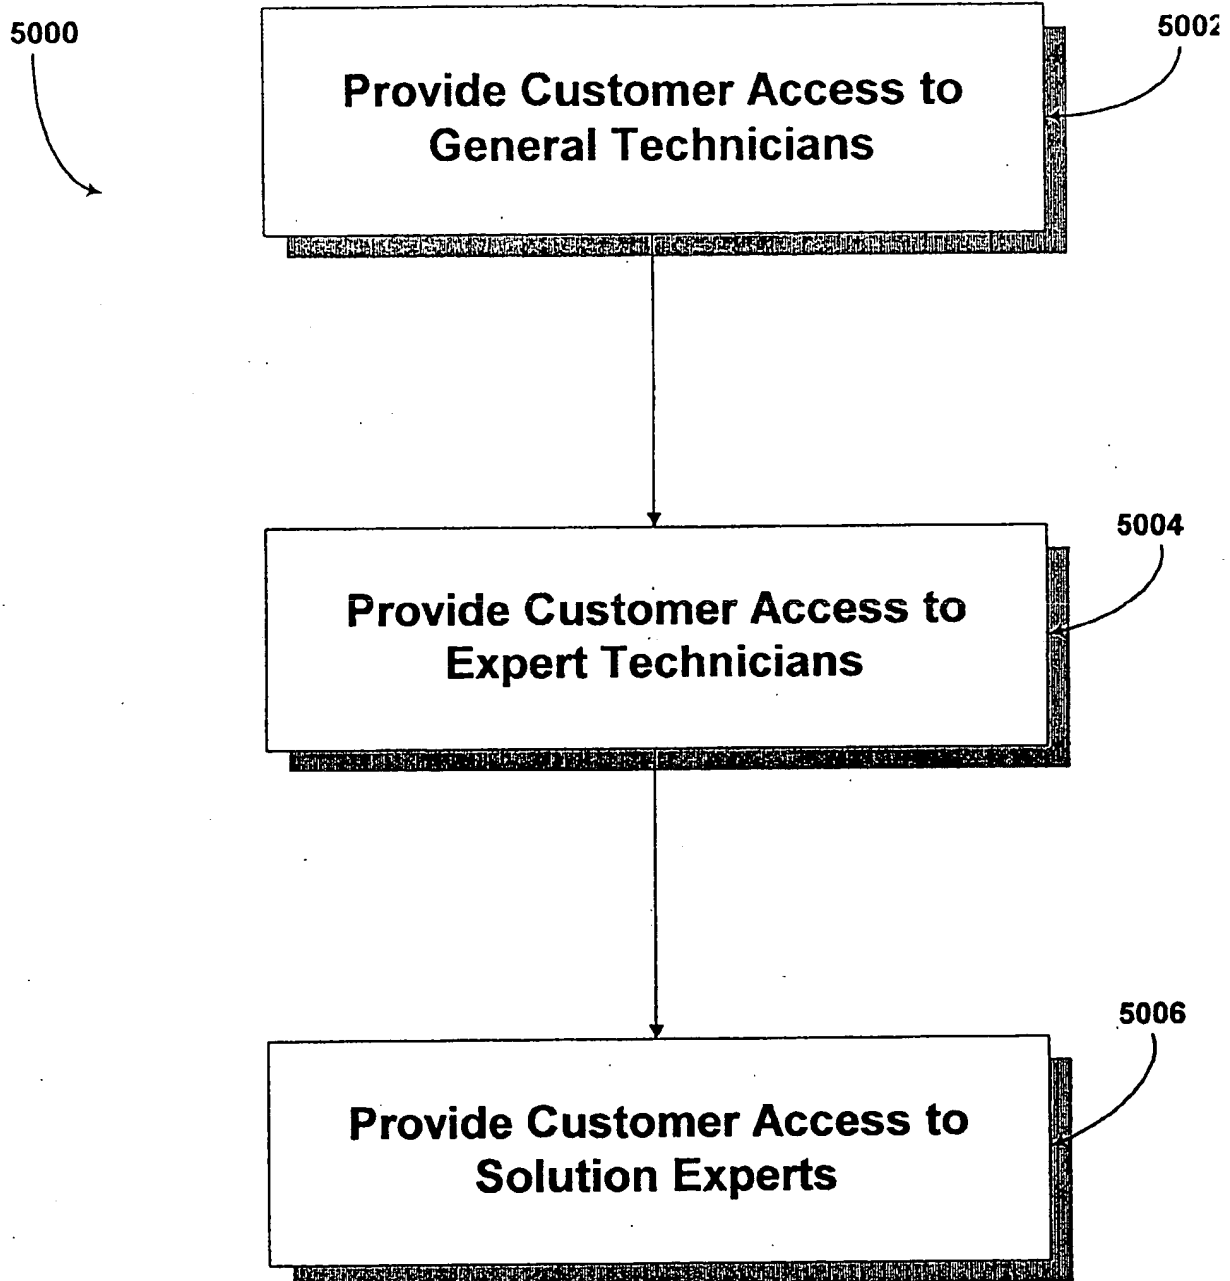 5000
5002
Provide Customer Access to
General Technicians
5004
Provide Customer Access to
Expert Technicians
5006
Provide Customer Access to
Solution Experts